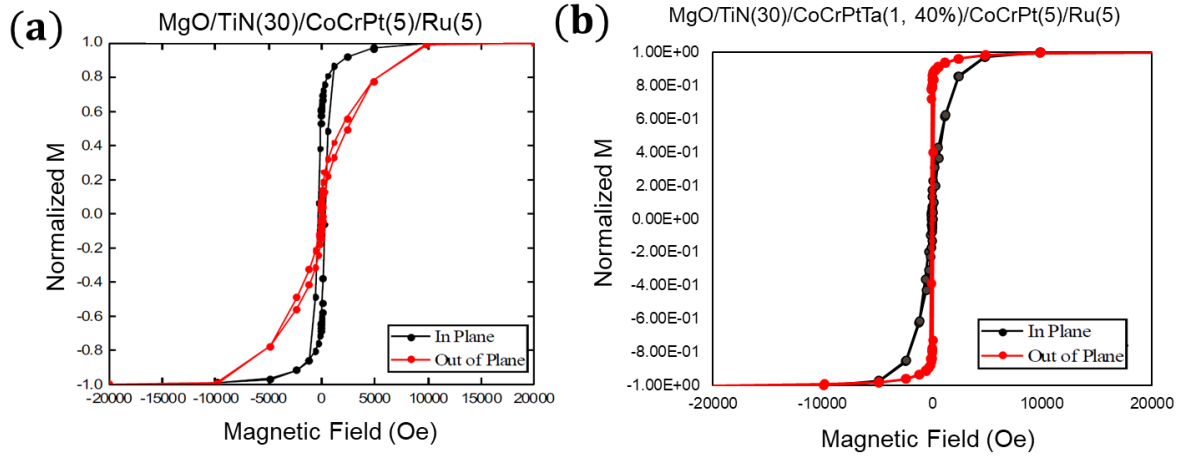 (a)
MgO/TiN(30)/CoCrPt(5)/Ru(5)
Normalized M
1.0
0.8
0.6
0.4
0.2
0.0
-0.2
-0.4
-0.6
-0.8
-1.0
In Plane
Out of Plane
-20000 -15000 -10000 -5000 0 5000 10000 15000 20000
Magnetic Field (Oe)
(b)
MgO/TiN(30)/CoCrPtTa(1, 40%)/CoCrPt(5)/Ru(5)
Normalized M
1.00E+00
8.00E-01
6.00E-01
4.00E-01
2.00E-01
0.00E+00
-2.00E-01
-4.00E-01
-6.00E-01
-8.00E-01
-1.00E+00
In Plane
Out of Plane
-20000 -10000 0 10000 20000
Magnetic Field (Oe)